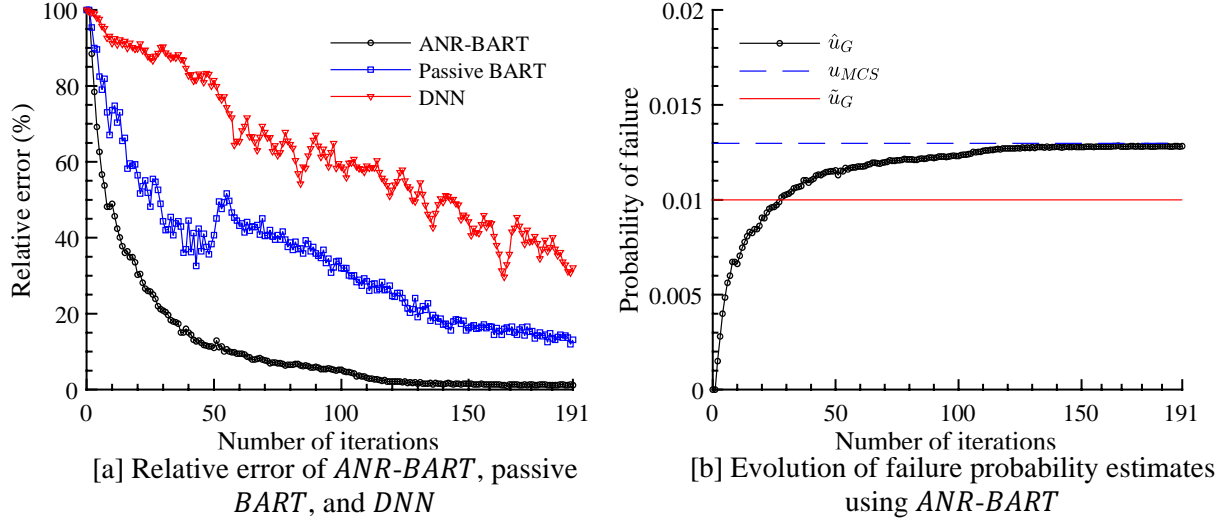 100
80
60
40
20
0
Relative error (%)
ANR-BART
Passive BART
DNN
0
50
100
150
191
Number of iterations
[a] Relative error of ANR-BART, passive
BART, and DNN
0.02
0.015
0.01
0.005
0
Probability of failure
û_G
u_MCS
ũ_G
0
50
100
150
191
Number of iterations
[b] Evolution of failure probability estimates
using ANR-BART